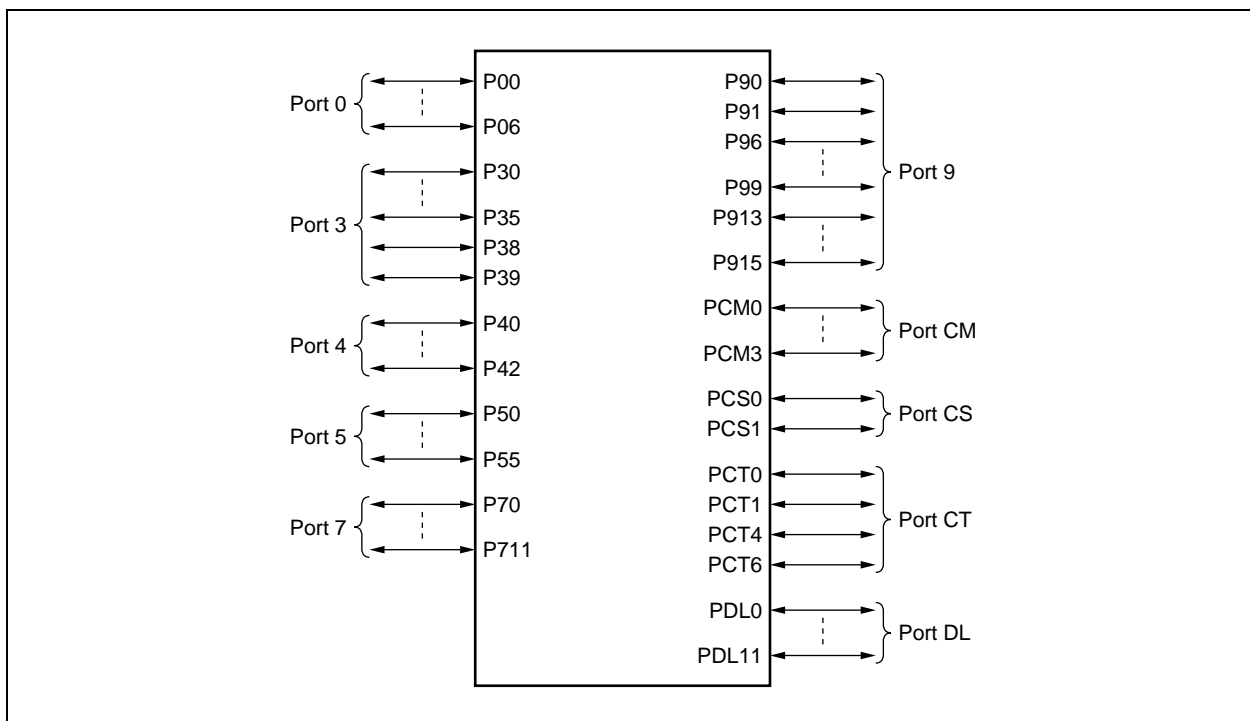 Port 0
P00
P06
Port 3
P30
P35
P38
P39
Port 4
P40
P42
Port 5
P50
P55
Port 7
P70
P711
P90
P91
P96
P99
P913
P915
Port 9
PCM0
PCM3
Port CM
PCS0
PCS1
Port CS
PCT0
PCT1
PCT4
PCT6
Port CT
PDL0
PDL11
Port DL